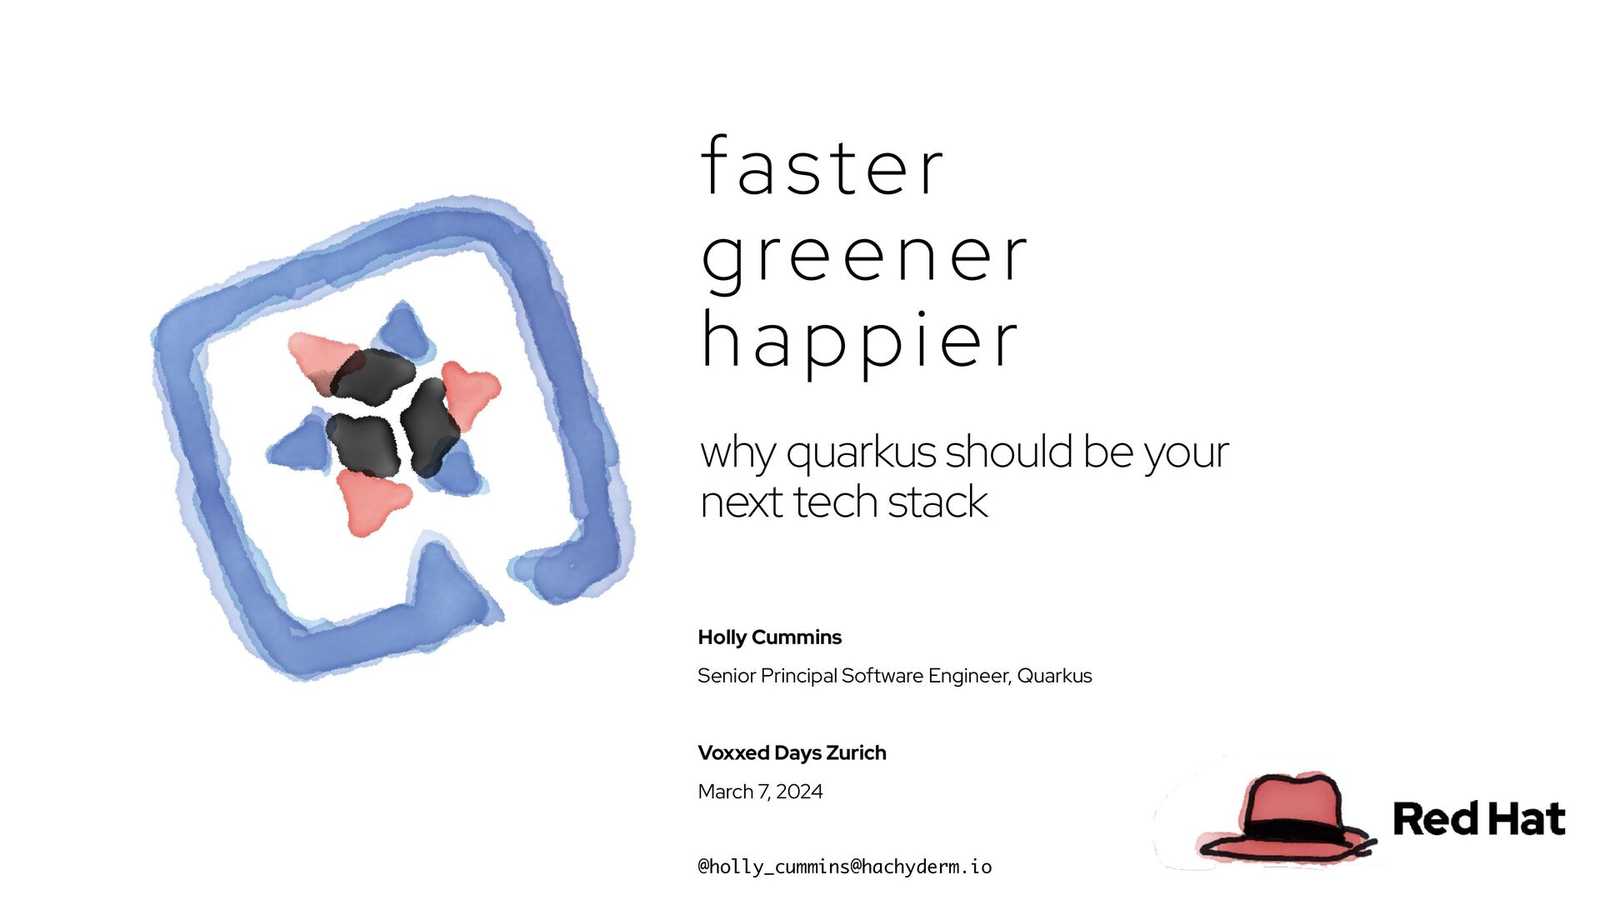 faster
greener
happier
why quarkus should be your
next tech stack
Holly Cummins
Senior Principal Software Engineer, Quarkus
Voxxed Days Zurich
March 7, 2024
@holly_cummins@hachyderm.io
Red Hat